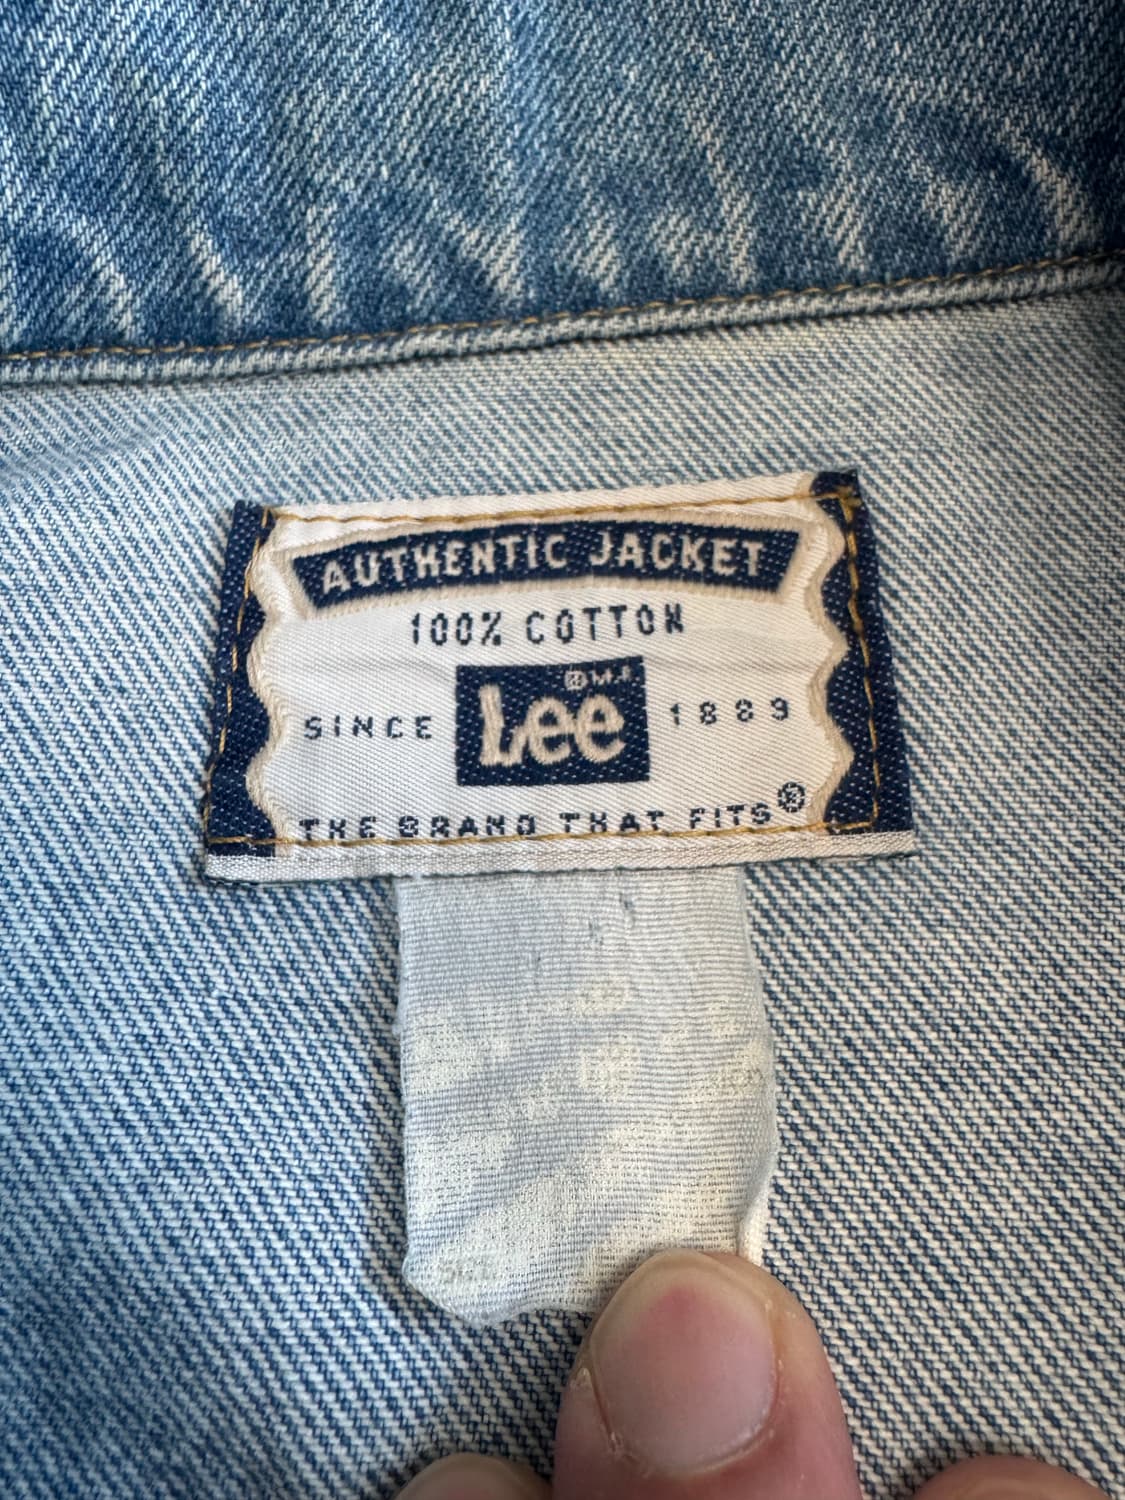 AUTHENTIC JACKET
100% COTTON
® M.R.
SINCE Lee 1889
THE BRAND THAT FITS®